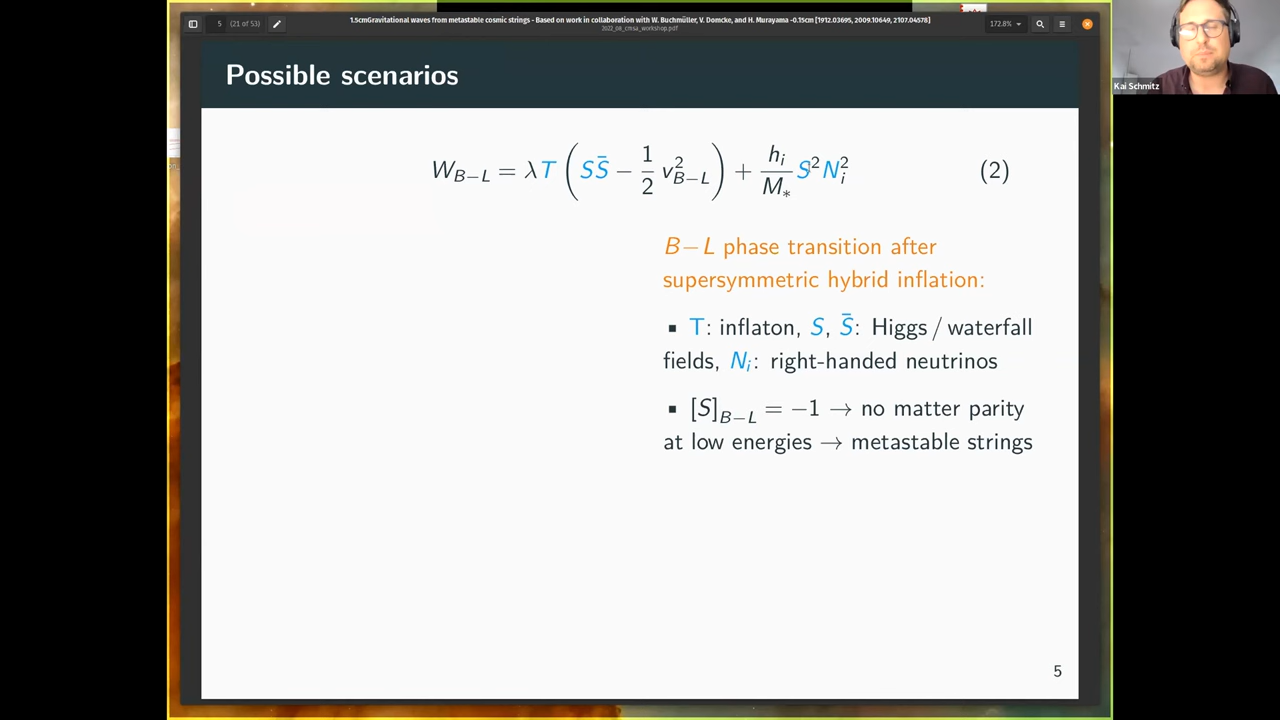 5 (21 of 53)
1.5cmGravitational waves from metastable cosmic strings - Based on work in collaboration with W. Buchmüller, V. Domcke, and H. Murayama -0.15cm [1912.03695, 2009.10649, 2107.04578]
2022_08_cmsa_workshop.pdf
172.8%
Kai Schmitz
Possible scenarios
W_{B−L} = λT (SS̄ − 1/2 v²_{B−L}) + h_i/M_* S²N_i² (2)
B−L phase transition after
supersymmetric hybrid inflation:
▪ T: inflaton, S, S̄: Higgs / waterfall
fields, N_i: right-handed neutrinos
▪ [S]_{B−L} = −1 → no matter parity
at low energies → metastable strings
5